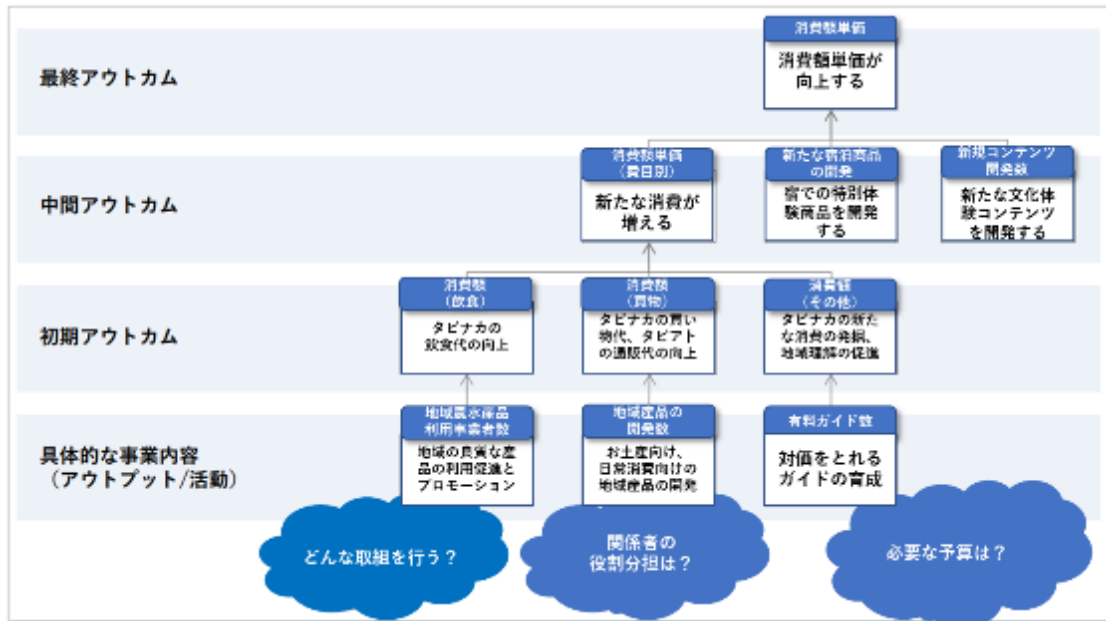 最終アウトカム
消費額単価
消費額単価が
向上する
中間アウトカム
消費額単価
(費目別)
新たな消費が
増える
新たな宿泊商品
の開発
宿での特別体
験商品を開発
する
新規コンテンツ
開発数
新たな文化体
験コンテンツ
を開発する
初期アウトカム
消費額
(飲食)
タビナカの
飲食代の向上
消費額
(買物)
タビナカの買い
物代、タビアト
の通販代の向上
消費額
(その他)
タビナカの新た
な消費の発掘、
地域理解の促進
具体的な事業内容
(アウトプット/活動)
地域農水産品
利用事業者数
地域の良質な産
品の利用促進と
プロモーション
地域産品の
開発数
お土産向け、
日常消費向けの
地域産品の開発
有料ガイド数
対価をとれる
ガイドの育成
どんな取組を行う？
関係者の
役割分担は？
必要な予算は？